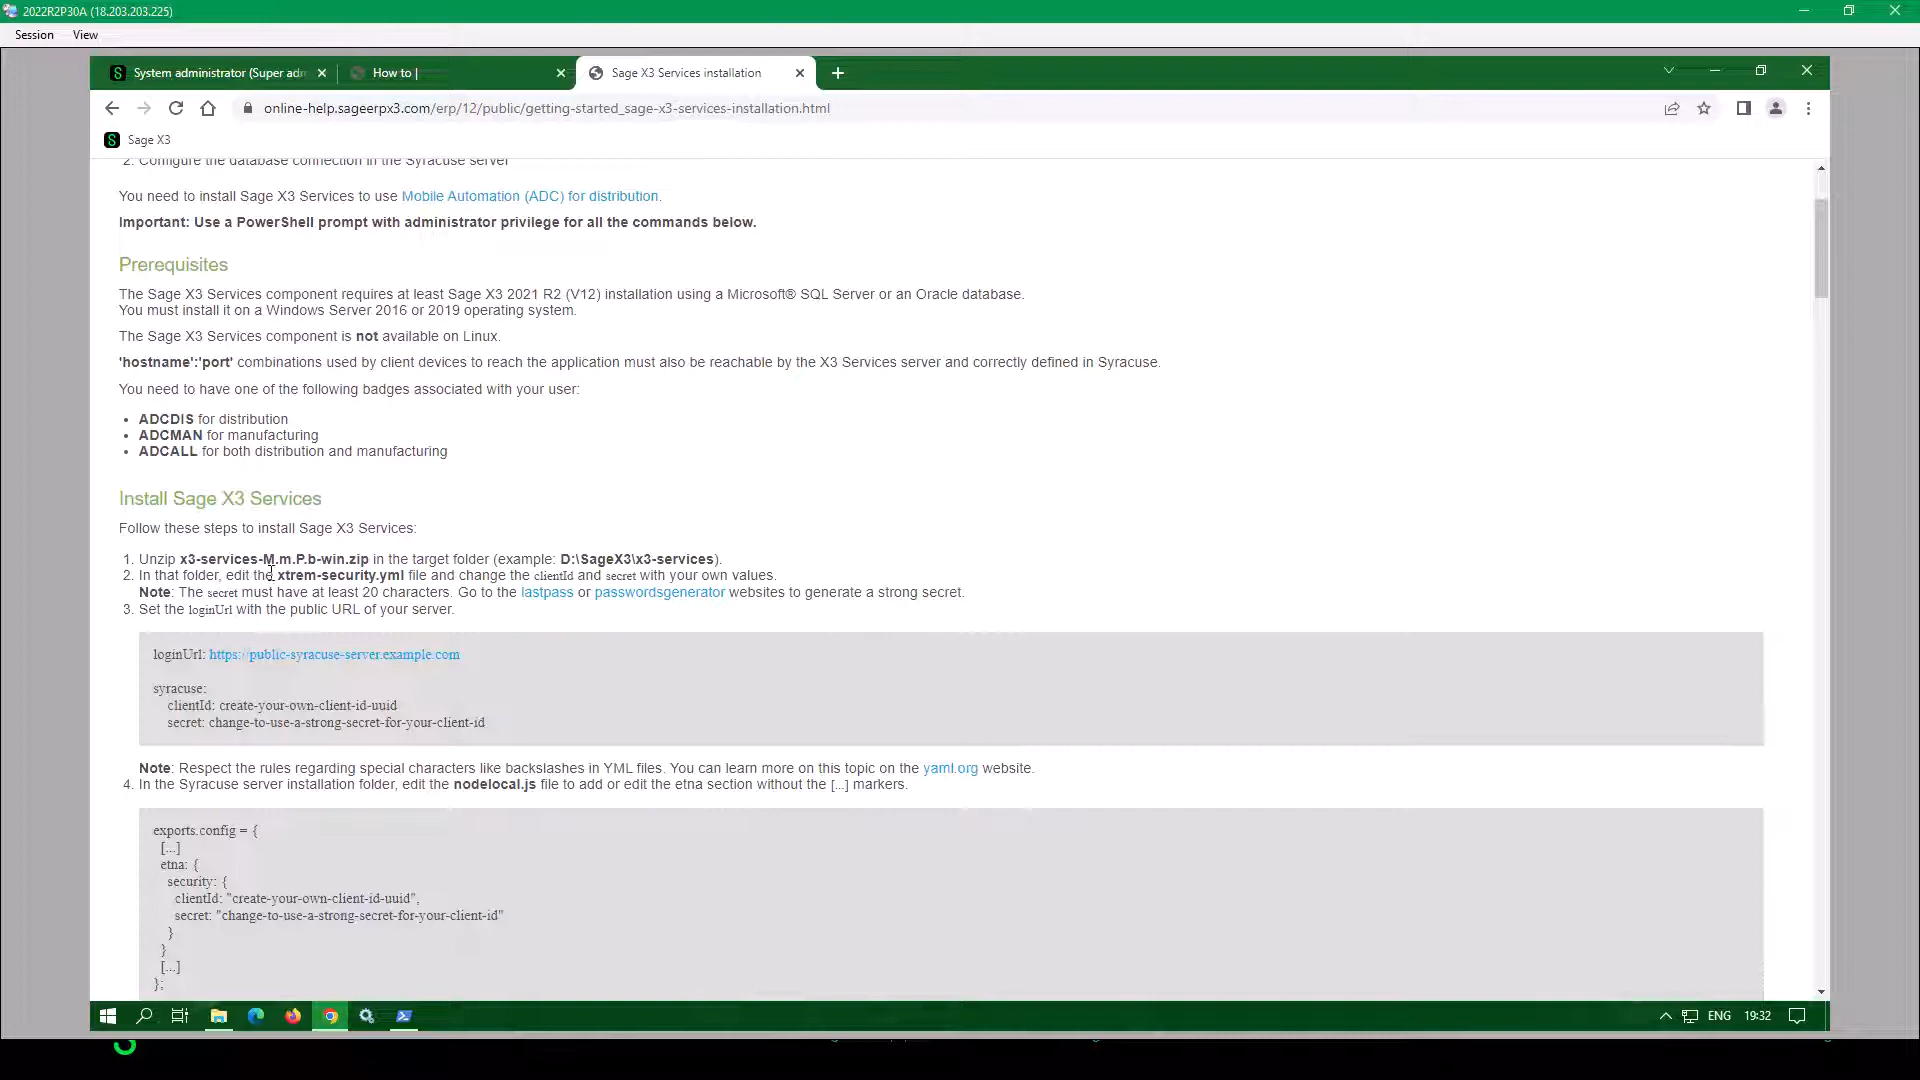 2022R2P30A (18.203.203.225)
Session View
System administrator (Super adm
How to |
Sage X3 Services installation
online-help.sageerpx3.com/erp/12/public/getting-started_sage-x3-services-installation.html
Sage X3
2. Configure the database connection in the Syracuse server
You need to install Sage X3 Services to use Mobile Automation (ADC) for distribution.
Important: Use a PowerShell prompt with administrator privilege for all the commands below.
Prerequisites
The Sage X3 Services component requires at least Sage X3 2021 R2 (V12) installation using a Microsoft® SQL Server or an Oracle database.
You must install it on a Windows Server 2016 or 2019 operating system.
The Sage X3 Services component is not available on Linux.
'hostname':'port' combinations used by client devices to reach the application must also be reachable by the X3 Services server and correctly defined in Syracuse.
You need to have one of the following badges associated with your user:
• ADCDIS for distribution
• ADCMAN for manufacturing
• ADCALL for both distribution and manufacturing
Install Sage X3 Services
Follow these steps to install Sage X3 Services:
1. Unzip x3-services-M.m.P.b-win.zip in the target folder (example: D:\SageX3\x3-services).
2. In that folder, edit the xtrem-security.yml file and change the clientId and secret with your own values.
Note: The secret must have at least 20 characters. Go to the lastpass or passwordsgenerator websites to generate a strong secret.
3. Set the loginUrl with the public URL of your server.
loginUrl: https://public-syracuse-server.example.com
syracuse:
clientId: create-your-own-client-id-uuid
secret: change-to-use-a-strong-secret-for-your-client-id
Note: Respect the rules regarding special characters like backslashes in YML files. You can learn more on this topic on the yaml.org website.
4. In the Syracuse server installation folder, edit the nodelocal.js file to add or edit the etna section without the [...] markers.
exports.config = {
[...]
etna: {
security: {
clientId: "create-your-own-client-id-uuid",
secret: "change-to-use-a-strong-secret-for-your-client-id"
}
}
[...]
};
ENG 19:32